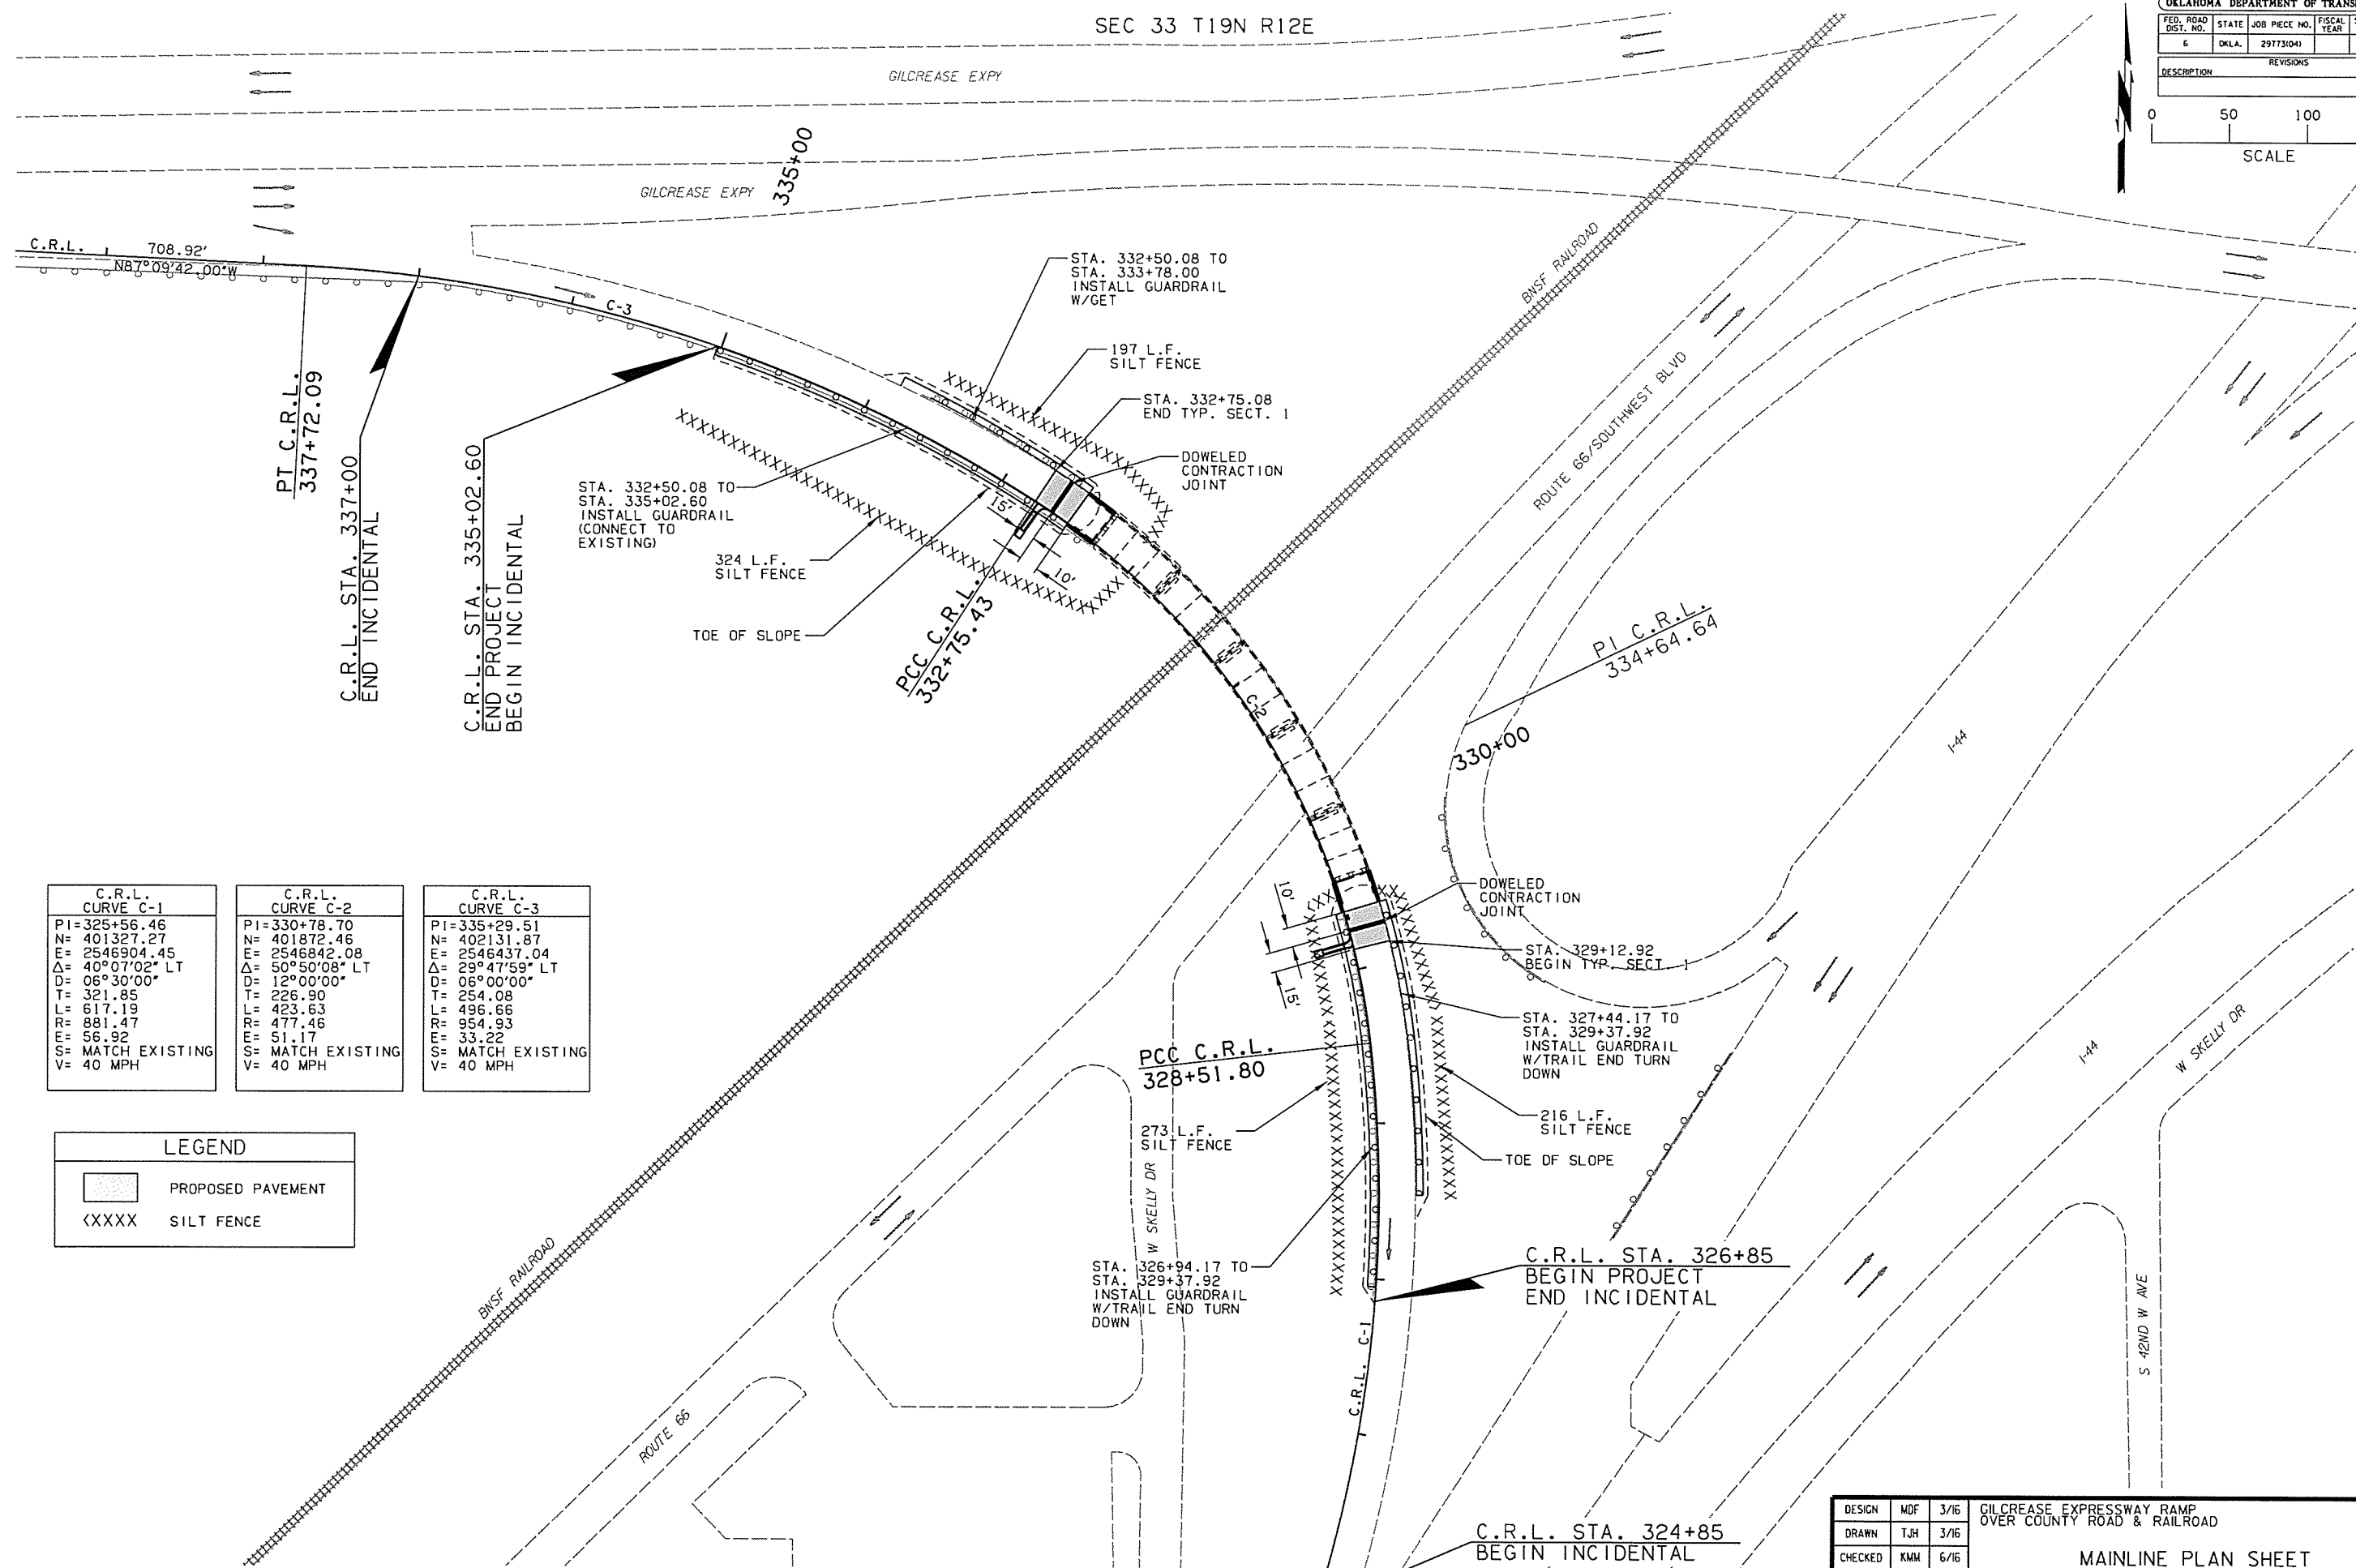 SEC 33 T19N R12E
OKLAHOMA DEPARTMENT OF
FED. ROAD DIST. NO.
STATE
JOB PIECE NO.
FISCAL YEAR
6
OKLA.
29773(04)
REVISIONS
DESCRIPTION
0 50 100
SCALE
GILCREASE EXPY
GILCREASE EXPY
335+00
C.R.L.
708.92'
N87°09'42.00"W
C-3
STA. 332+50.08 TO
STA. 333+78.00
INSTALL GUARDRAIL
W/GET
197 L.F.
SILT FENCE
STA. 332+75.08
END TYP. SECT. 1
DOWELED
CONTRACTION
JOINT
BNSF RAILROAD
ROUTE 66/SOUTHWEST BLVD
PT C.R.L.
337+72.09
C.R.L. STA. 337+00
END INCIDENTAL
C.R.L. STA. 335+02.60
END PROJECT
BEGIN INCIDENTAL
STA. 332+50.08 TO
STA. 335+02.60
INSTALL GUARDRAIL
(CONNECT TO
EXISTING)
15'
10'
324 L.F.
SILT FENCE
TOE OF SLOPE
PCC C.R.L.
332+75.43
C-2
PI C.R.L.
334+64.64
330+00
I-44
C.R.L.
CURVE C-1
PI=325+56.46
N= 401327.27
E= 2546904.45
Δ= 40°07'02" LT
D= 06°30'00"
T= 321.85
L= 617.19
R= 881.47
E= 56.92
S= MATCH EXISTING
V= 40 MPH
C.R.L.
CURVE C-2
PI=330+78.70
N= 401872.46
E= 2546842.08
Δ= 50°50'08" LT
D= 12°00'00"
T= 226.90
L= 423.63
R= 477.46
E= 51.17
S= MATCH EXISTING
V= 40 MPH
C.R.L.
CURVE C-3
PI=335+29.51
N= 402131.87
E= 2546437.04
Δ= 29°47'59" LT
D= 06°00'00"
T= 254.08
L= 496.66
R= 954.93
E= 33.22
S= MATCH EXISTING
V= 40 MPH
LEGEND
PROPOSED PAVEMENT
XXXX SILT FENCE
10'
15'
DOWELED
CONTRACTION
JOINT
STA. 329+12.92
BEGIN TYP. SECT. 1
STA. 327+44.17 TO
STA. 329+37.92
INSTALL GUARDRAIL
W/TRAIL END TURN
DOWN
PCC C.R.L.
328+51.80
273 L.F.
SILT FENCE
216 L.F.
SILT FENCE
TOE OF SLOPE
W SKELLY DR
I-44
W SKELLY DR
BNSF RAILROAD
STA. 326+94.17 TO
STA. 329+37.92
INSTALL GUARDRAIL
W/TRAIL END TURN
DOWN
C.R.L. STA. 326+85
BEGIN PROJECT
END INCIDENTAL
C.R.L. C-1
ROUTE 66
S 42ND W AVE
C.R.L. STA. 324+85
BEGIN INCIDENTAL
DESIGN MDF 3/16
DRAWN TJH 3/16
CHECKED KMM 6/16
GILCREASE EXPRESSWAY RAMP
OVER COUNTY ROAD & RAILROAD
MAINLINE PLAN SHEET